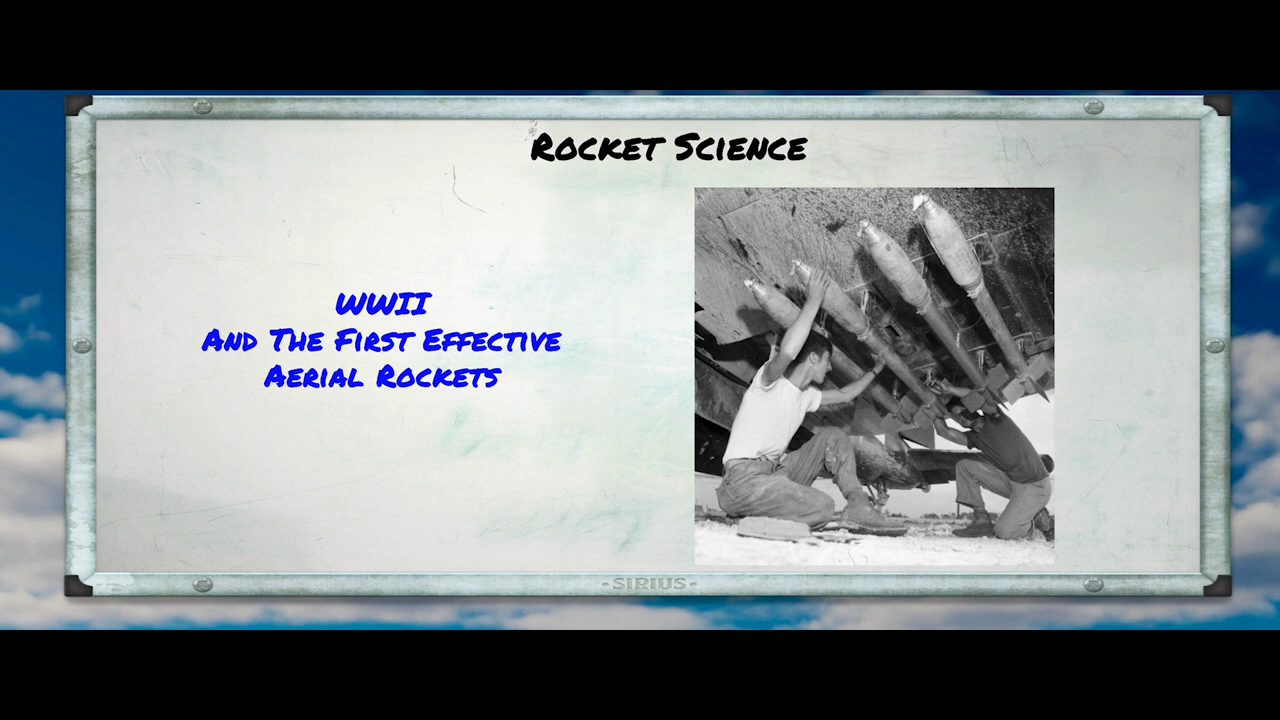 Rocket Science
WWII
And The First Effective
Aerial Rockets
-SIRIUS-